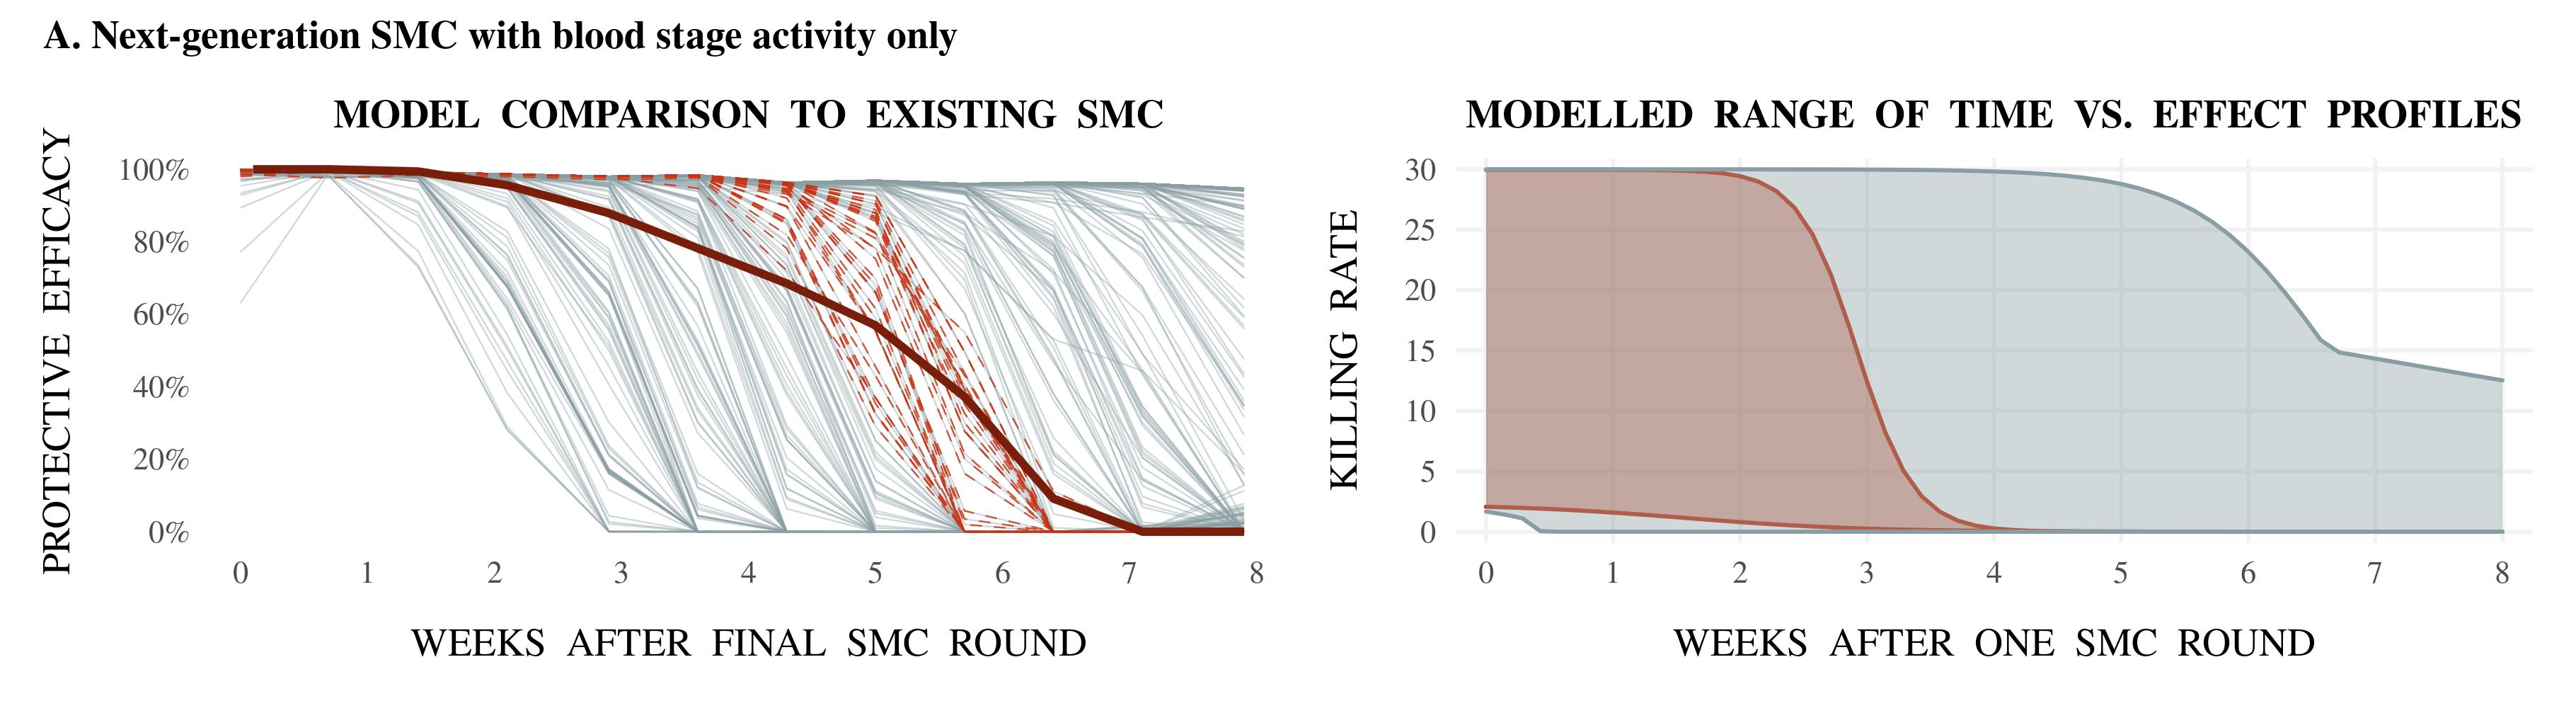 A. Next-generation SMC with blood stage activity only
MODEL COMPARISON TO EXISTING SMC
PROTECTIVE EFFICACY
100%
80%
60%
40%
20%
0%
0 1 2 3 4 5 6 7 8
WEEKS AFTER FINAL SMC ROUND
MODELLED RANGE OF TIME VS. EFFECT PROFILES
KILLING RATE
30
25
20
15
10
5
0
0 1 2 3 4 5 6 7 8
WEEKS AFTER ONE SMC ROUND